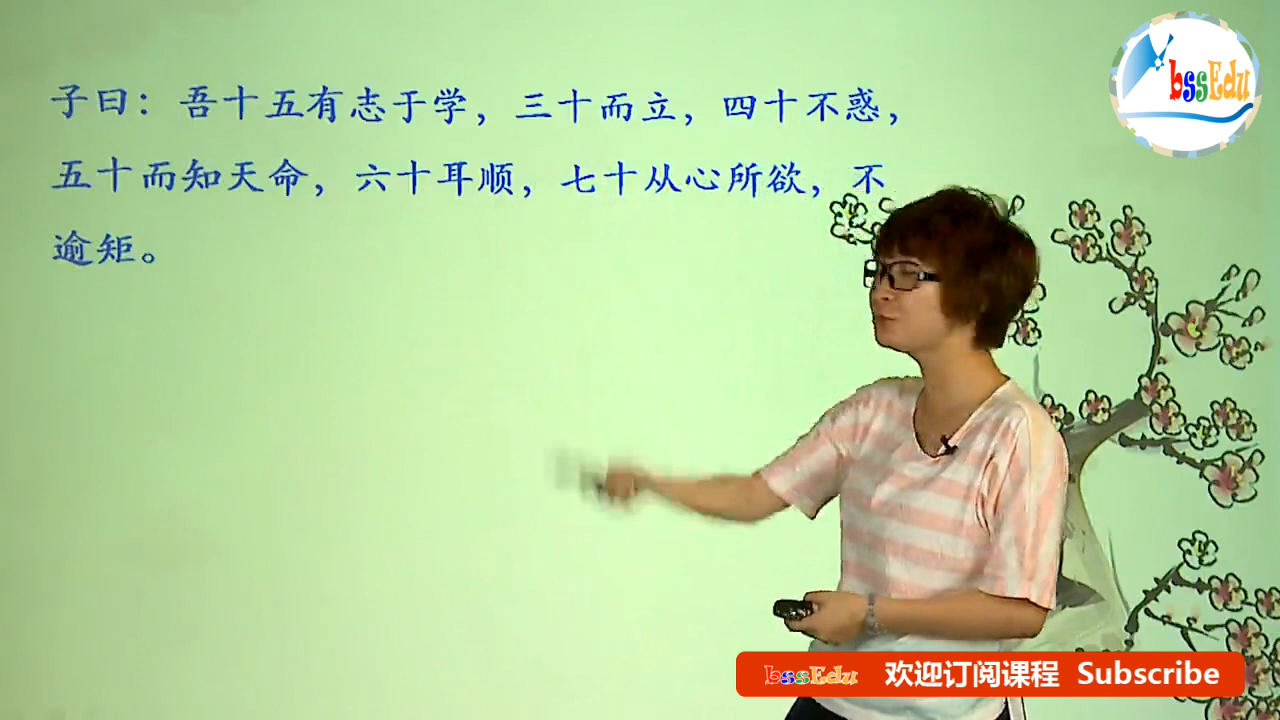 子曰：吾十五有志于学，三十而立，四十不惑，
五十而知天命，六十耳顺，七十从心所欲，不
逾矩。
bssEdu
bssEdu 欢迎订阅课程 Subscribe